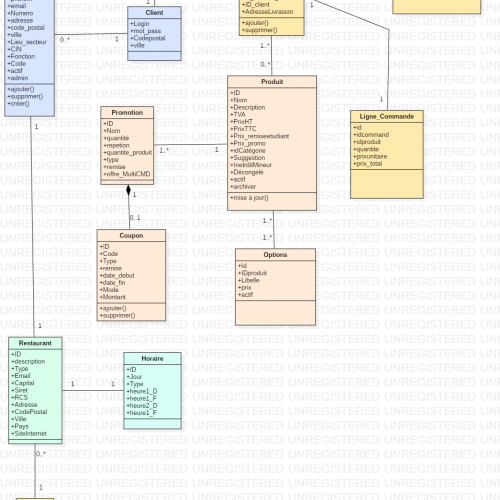 +email
+Numero
+adresse
+code_postal
+ville
+Lieu_secteur
+CIN
+Fonction
+Code
+actif
+admin
+ajouter()
+supprimer()
+créer()
0..*
1
1
Client
+Login
+mot_pass
+Codepostal
+ville
+ID_client
+AdresseLivraison
+ajouter()
+supprimer()
1
1..*
0..*
Produit
+ID
+Nom
+Description
+TVA
+PrixHT
+PrixTTC
+Prix_remiseetudiant
+Prix_promo
+idCatégorie
+Suggestion
+InetrditMineur
+Décongelé
+actif
+archiver
+mise à jour()
1
Ligne_Commande
+id
+idcommand
+idproduit
+quantite
+prixunitaire
+prix_total
Promotion
+ID
+Nom
+quantité
+repetion
+quantite_produit
+type
+remise
+offre_MultiCMD
1..*
1
1
1
0..1
Coupon
+ID
+Code
+Type
+remise
+date_debut
+date_fin
+Mode
+Montant
+ajouter()
+supprimer()
1..*
1..*
Options
+Id
+IDproduit
+Libelle
+prix
+actif
1
Restaurant
+ID
+description
+Type
+Email
+Capital
+Siret
+RCS
+Adresse
+CodePostal
+Ville
+Pays
+SiteInternet
1
1
Horaire
+ID
+Jour
+Type
+heure1_D
+heure1_F
+heure2_D
+heure1_F
0..*
1